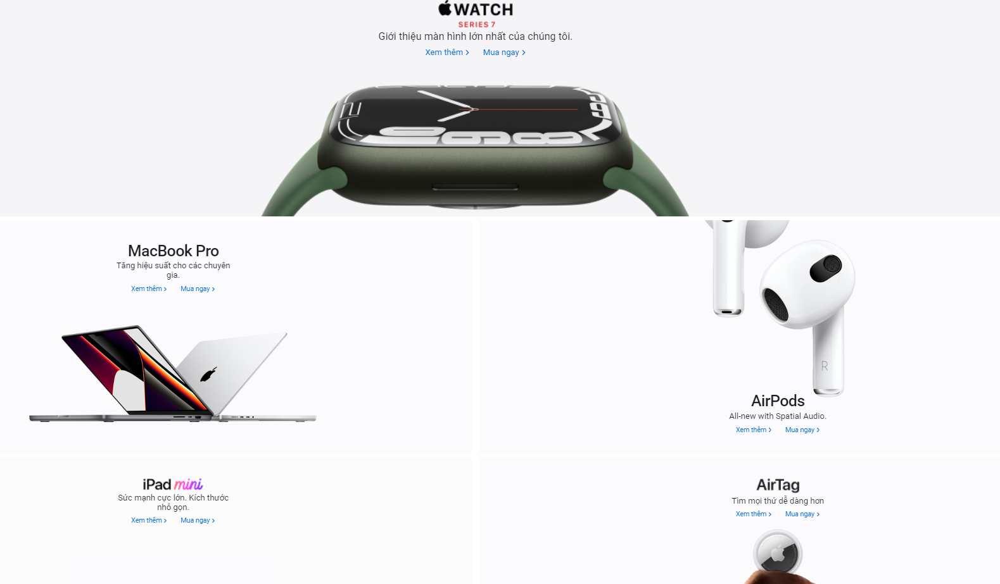 WATCH
SERIES 7
Giới thiệu màn hình lớn nhất của chúng tôi.
Xem thêm > Mua ngay >
MacBook Pro
Tăng hiệu suất cho các chuyên
gia.
Xem thêm > Mua ngay >
R
AirPods
All-new with Spatial Audio.
Xem thêm > Mua ngay >
iPad mini
Sức mạnh cực lớn. Kích thước
nhỏ gọn.
Xem thêm > Mua ngay >
AirTag
Tìm mọi thứ dễ dàng hơn
Xem thêm > Mua ngay >